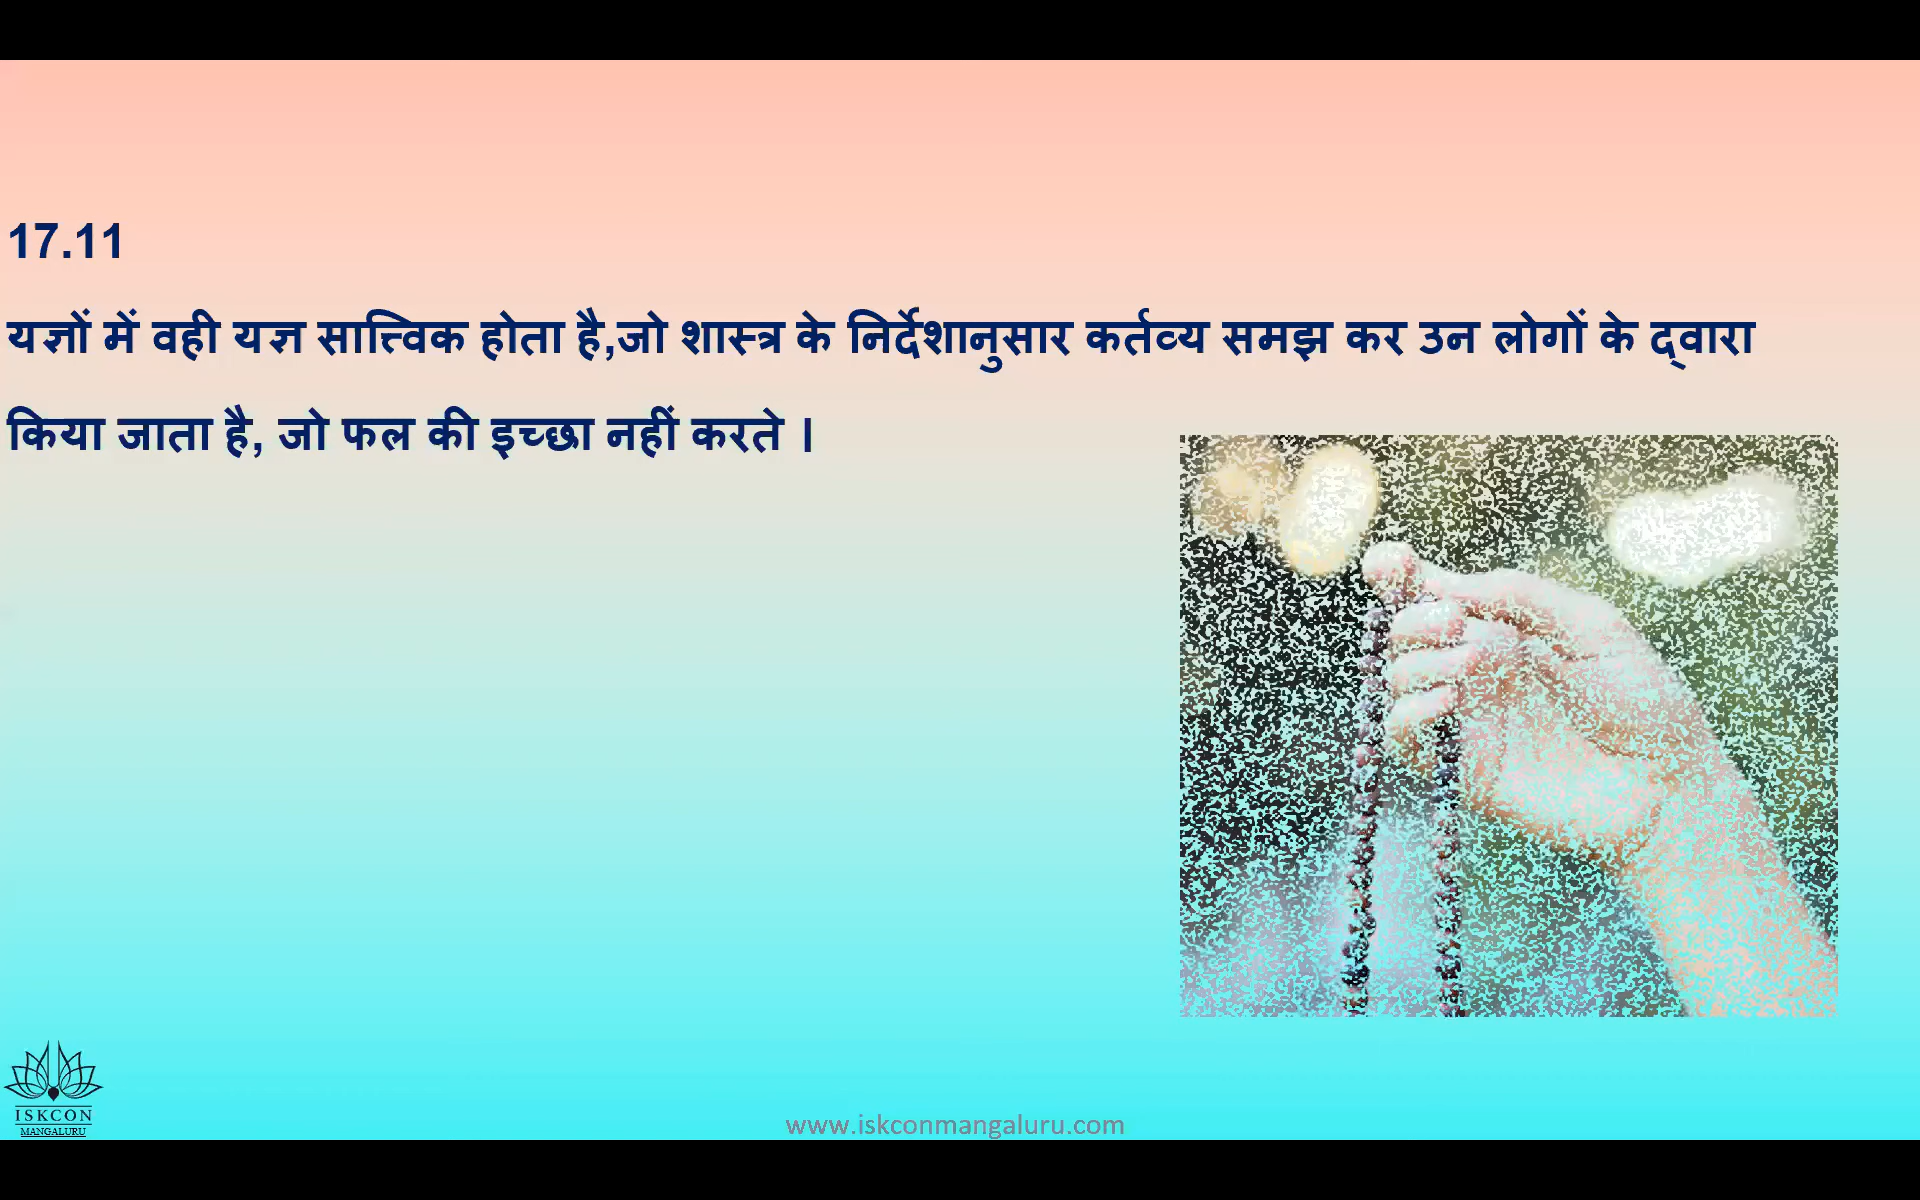 17.11
यज्ञों में वही यज्ञ सात्त्विक होता है,जो शास्त्र के निर्देशानुसार कर्तव्य समझ कर उन लोगों के द्वारा
किया जाता है, जो फल की इच्छा नहीं करते ।
ISKCON
MANGALURU
www.iskconmangaluru.com